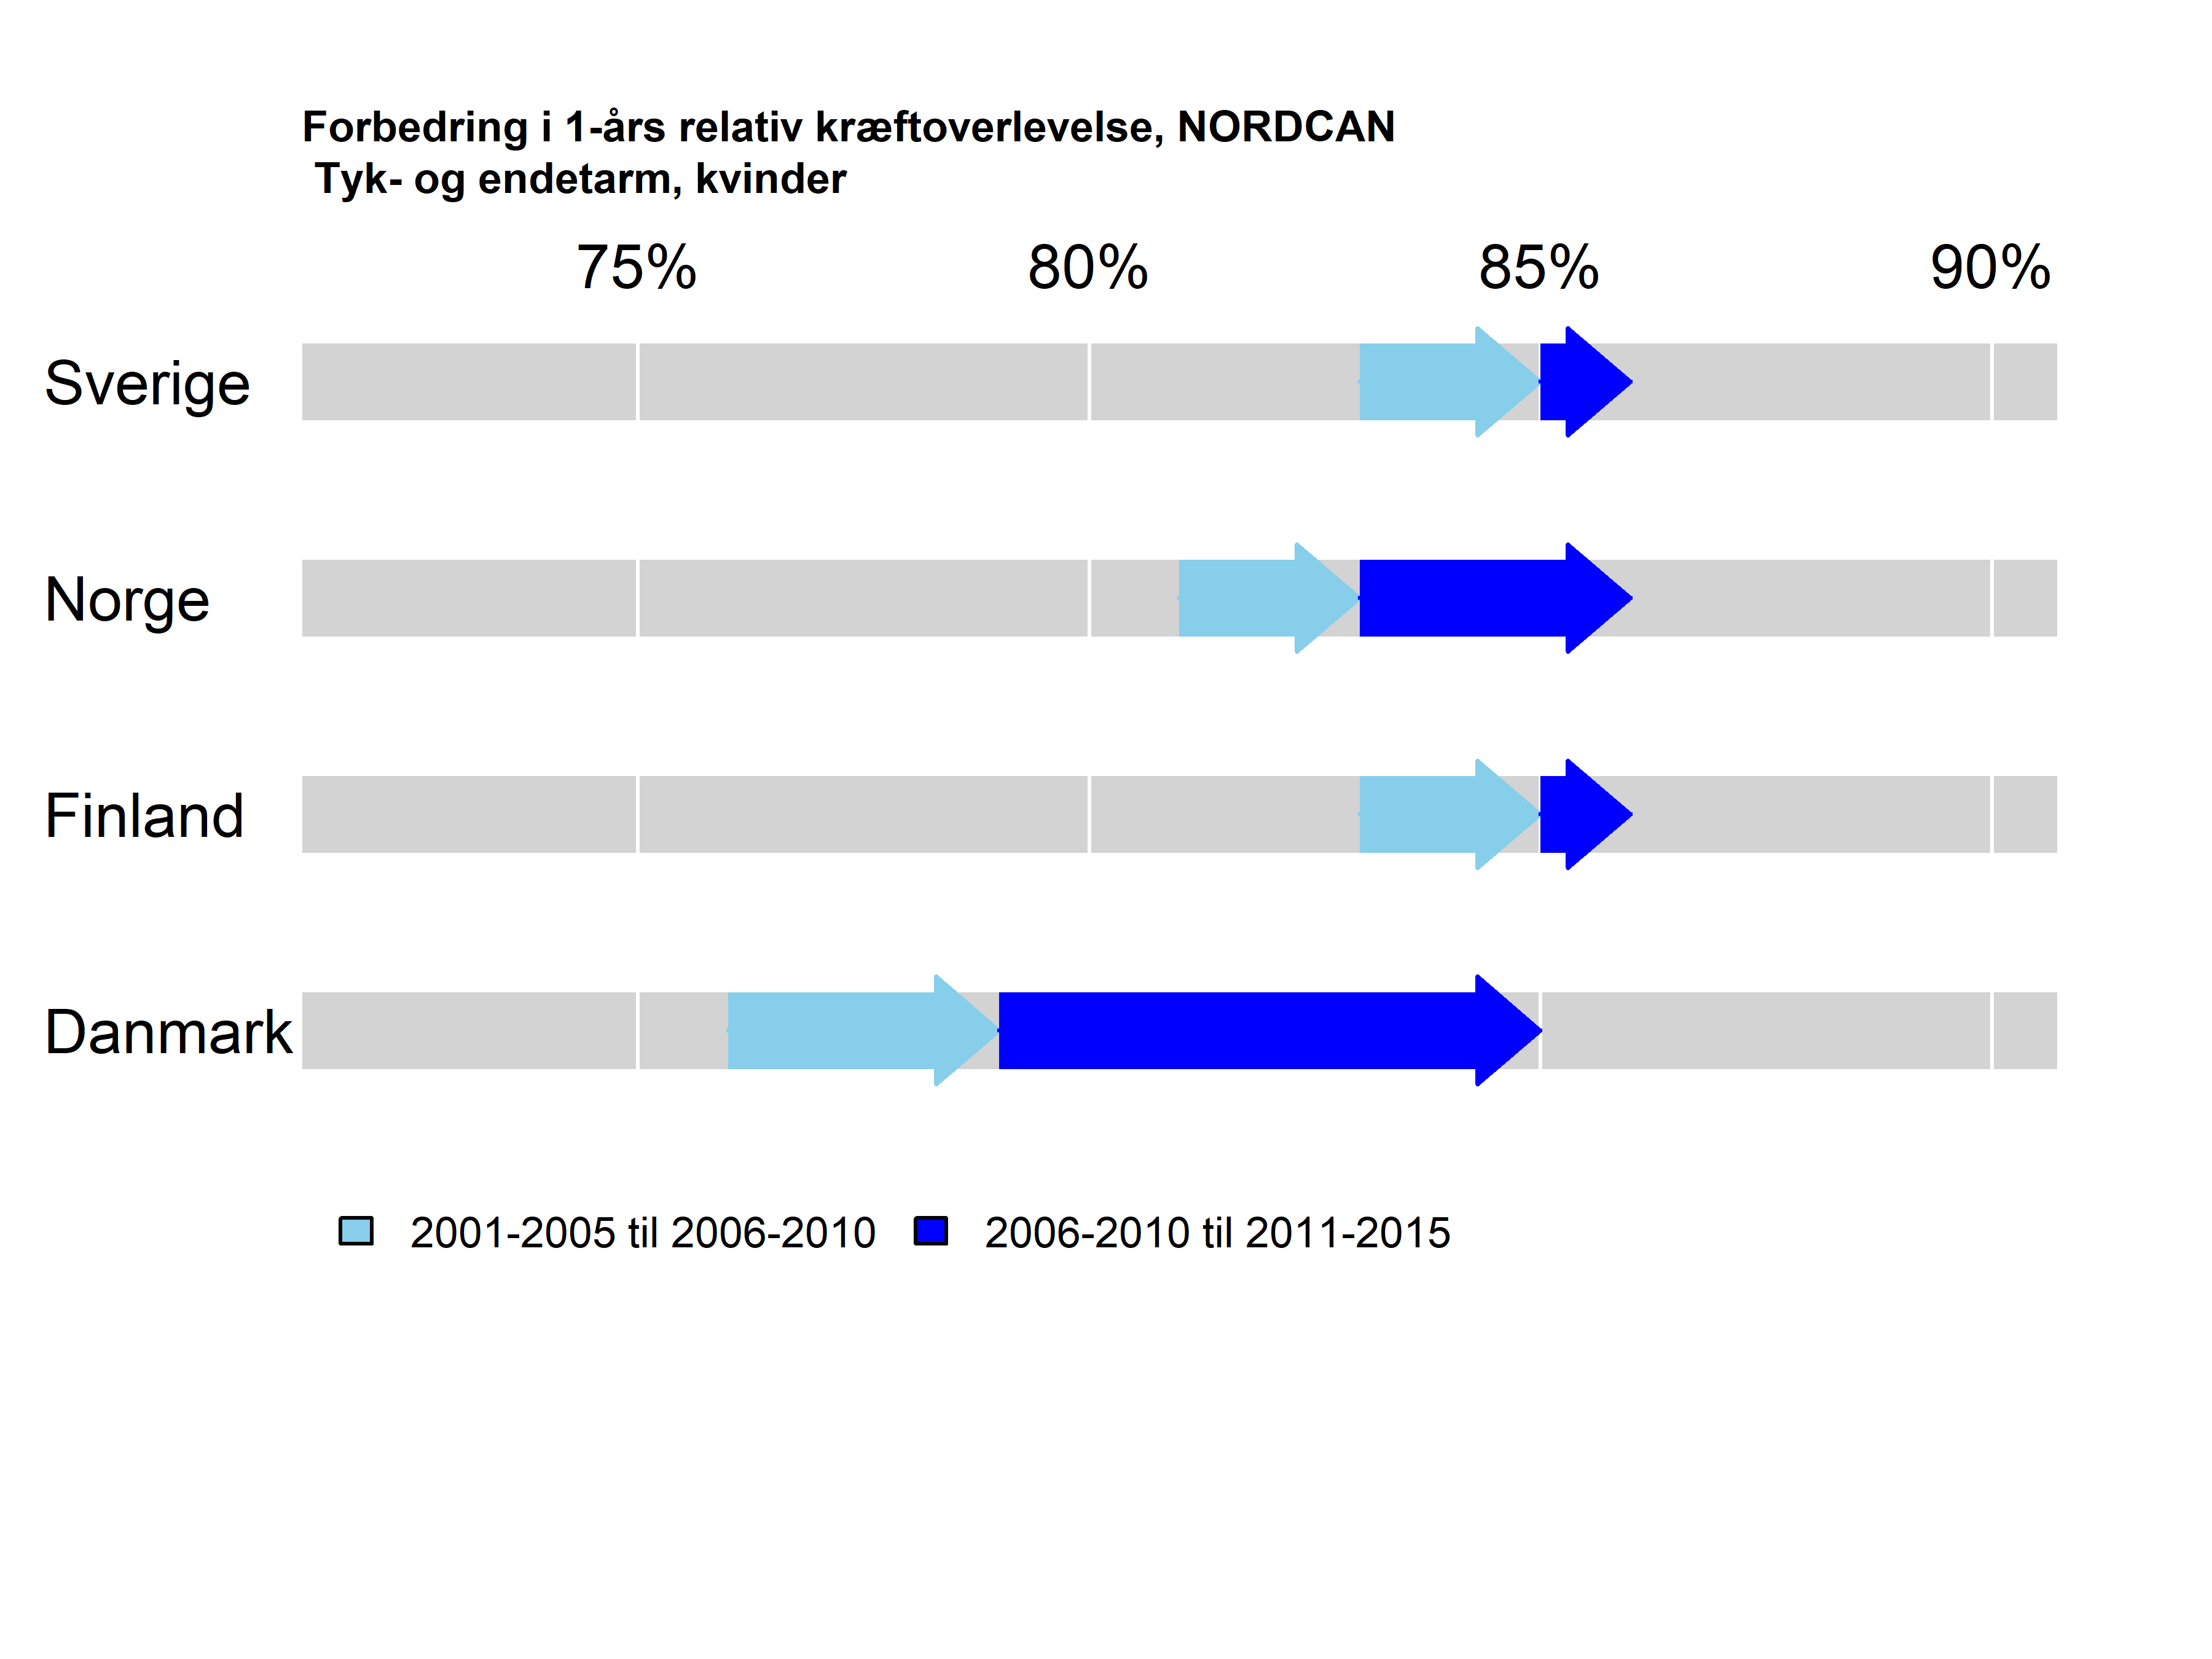 Forbedring i 1-års relativ kræftoverlevelse, NORDCAN
Tyk- og endetarm, kvinder
75% 80% 85% 90%
Sverige
Norge
Finland
Danmark
2001-2005 til 2006-2010 2006-2010 til 2011-2015